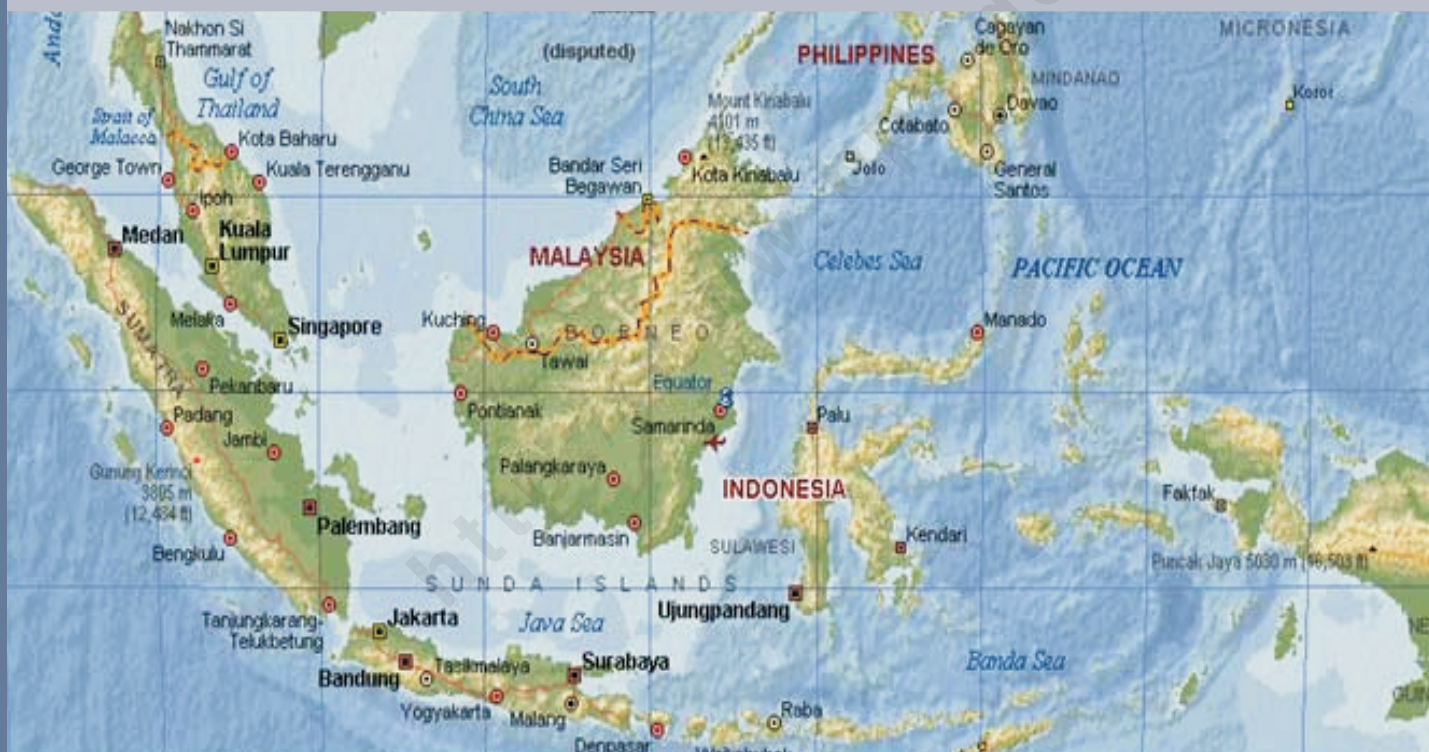 Nakhon Si
Thammarat
Gulf of
Thailand
Strait of
Malacca
Kota Baharu
George Town
Kuala Terengganu
Ipoh
Medan
Kuala
Lumpur
Melaka
Singapore
SUMATRA
Pekanbaru
Padang
Jambi
3805 m
(12,484 ft)
Palembang
Bengkulu
Tanjungkarang-
Telukbetung
(disputed)
South
China Sea
Mount Kinabalu
4101 m
Bandar Seri
Begawan
Kota Kinabalu
MALAYSIA
Kuching
BORNEO
Tawai
Equator
Pontianak
Samarinda
Palangkaraya
Banjarmasin
SUNDA ISLANDS
Jakarta
Java Sea
Bandung
Tasikmalaya
Surabaya
Yogyakarta
Malang
Denpasar
Raba
PHILIPPINES
Cagayan
de Oro
MINDANAO
Davao
Cotabato
Jolo
General
Santos
MICRONESIA
Koror
Celebes Sea
PACIFIC OCEAN
Manado
Palu
INDONESIA
SULAWESI
Kendari
Ujungpandang
Fakfak
Puncak Jaya 5030 m (16,503 ft)
Banda Sea